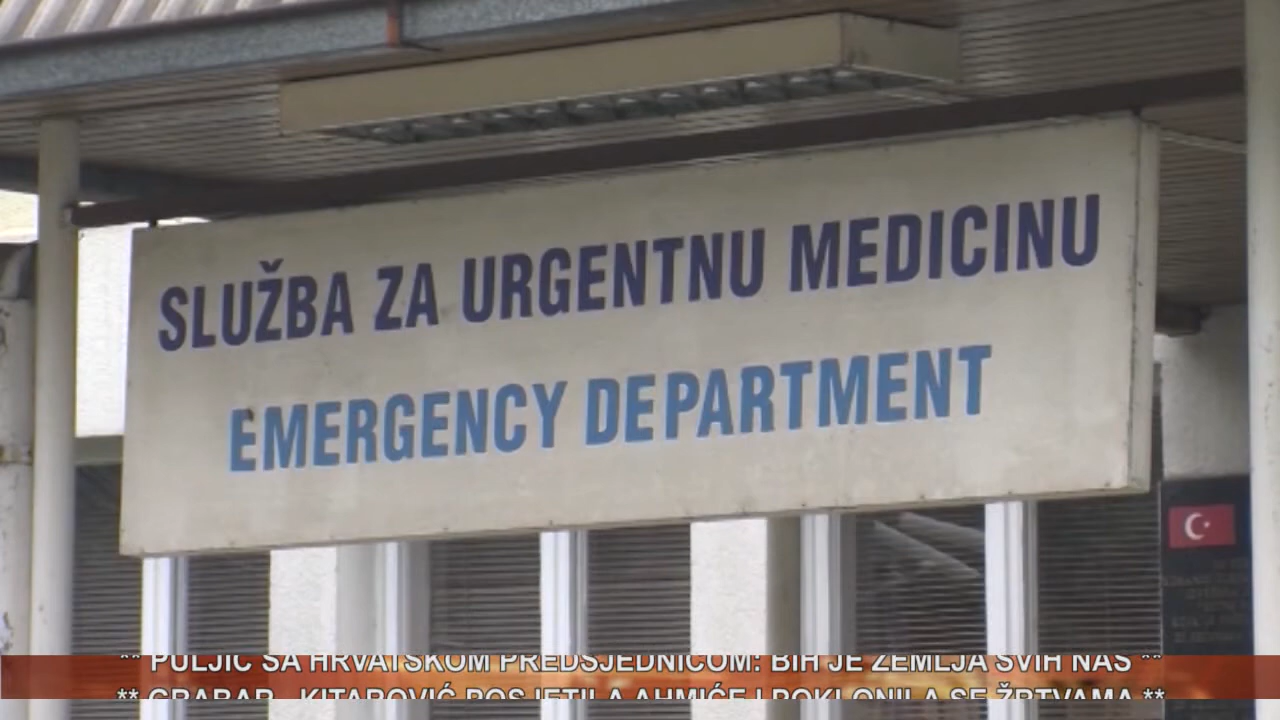 SLUŽBA ZA URGENTNU MEDICINU
EMERGENCY DEPARTMENT
** PULJIĆ SA HRVATSKOM PREDSJEDNICOM: BIH JE ZEMLJA SVIH NAS **
** GRABAR - KITAROVIĆ POSJETILA AHMIĆE I POKLONILA SE ŽRTVAMA **